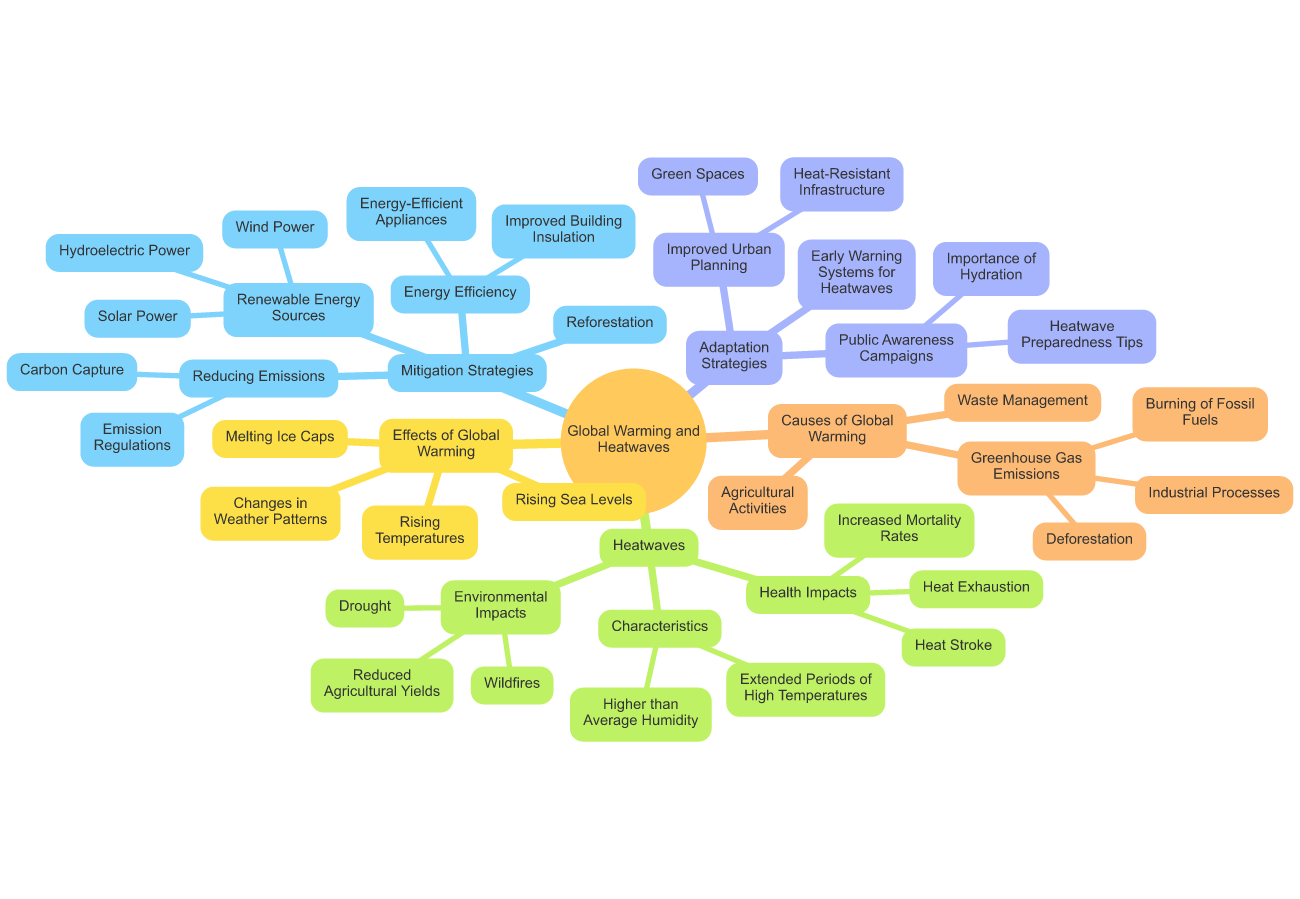 Green Spaces
Heat-Resistant
Infrastructure
Energy-Efficient
Appliances
Improved Building
Insulation
Wind Power
Hydroelectric Power
Improved Urban
Planning
Early Warning
Systems for
Heatwaves
Importance of
Hydration
Renewable Energy
Sources
Energy Efficiency
Solar Power
Reforestation
Public Awareness
Campaigns
Heatwave
Preparedness Tips
Adaptation
Strategies
Carbon Capture
Reducing Emissions
Mitigation Strategies
Waste Management
Burning of Fossil
Fuels
Emission
Regulations
Melting Ice Caps
Effects of Global
Warming
Global Warming and
Heatwaves
Causes of Global
Warming
Greenhouse Gas
Emissions
Changes in
Weather Patterns
Rising Sea Levels
Agricultural
Activities
Industrial Processes
Rising
Temperatures
Increased Mortality
Rates
Deforestation
Heatwaves
Drought
Environmental
Impacts
Health Impacts
Heat Exhaustion
Characteristics
Heat Stroke
Reduced
Agricultural Yields
Wildfires
Extended Periods of
High Temperatures
Higher than
Average Humidity